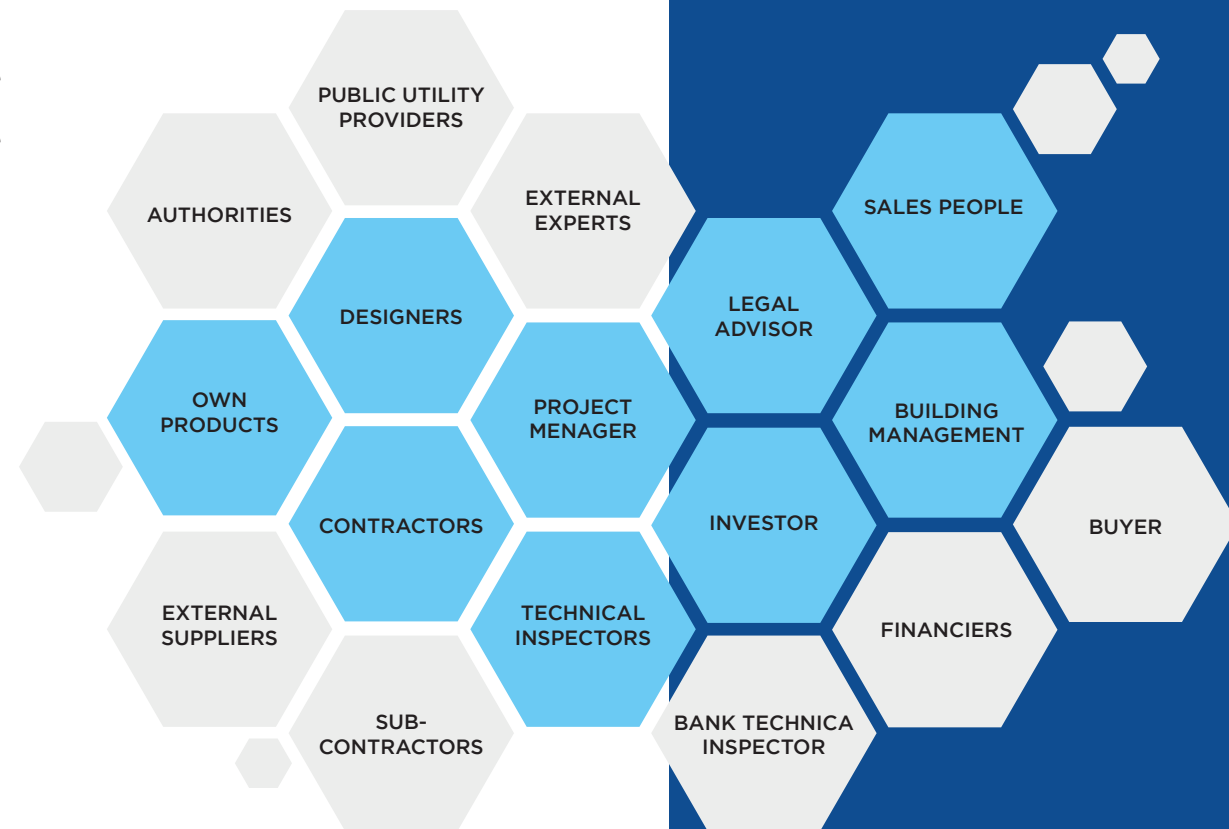 PUBLIC UTILITY
PROVIDERS
AUTHORITIES
EXTERNAL
EXPERTS
SALES PEOPLE
DESIGNERS
LEGAL
ADVISOR
OWN
PRODUCTS
PROJECT
MENAGER
BUILDING
MANAGEMENT
CONTRACTORS
INVESTOR
BUYER
EXTERNAL
SUPPLIERS
TECHNICAL
INSPECTORS
FINANCIERS
SUB-
CONTRACTORS
BANK TECHNICA
INSPECTOR